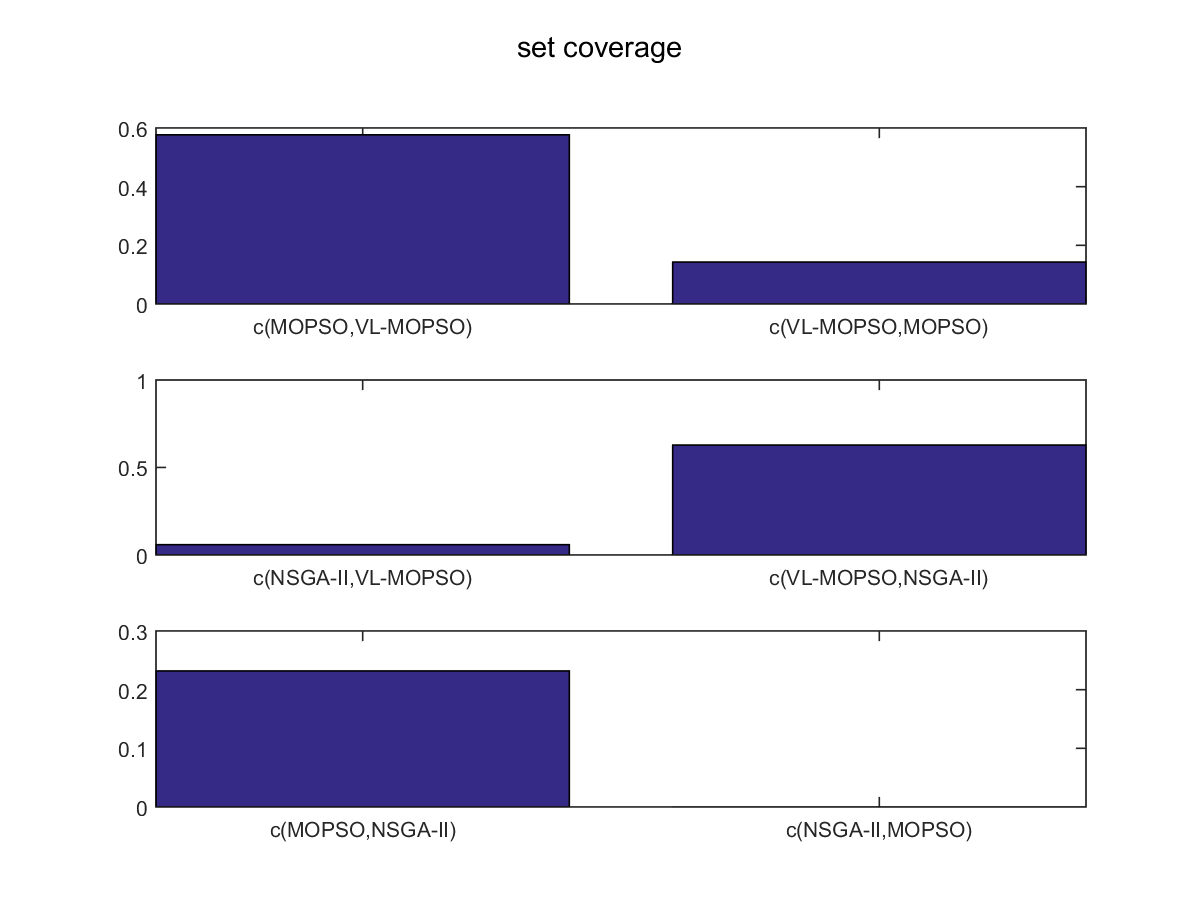 set coverage
0.6
0.4
0.2
0
c(MOPSO,VL-MOPSO) c(VL-MOPSO,MOPSO)
1
0.5
0
c(NSGA-II,VL-MOPSO) c(VL-MOPSO,NSGA-II)
0.3
0.2
0.1
0
c(MOPSO,NSGA-II) c(NSGA-II,MOPSO)